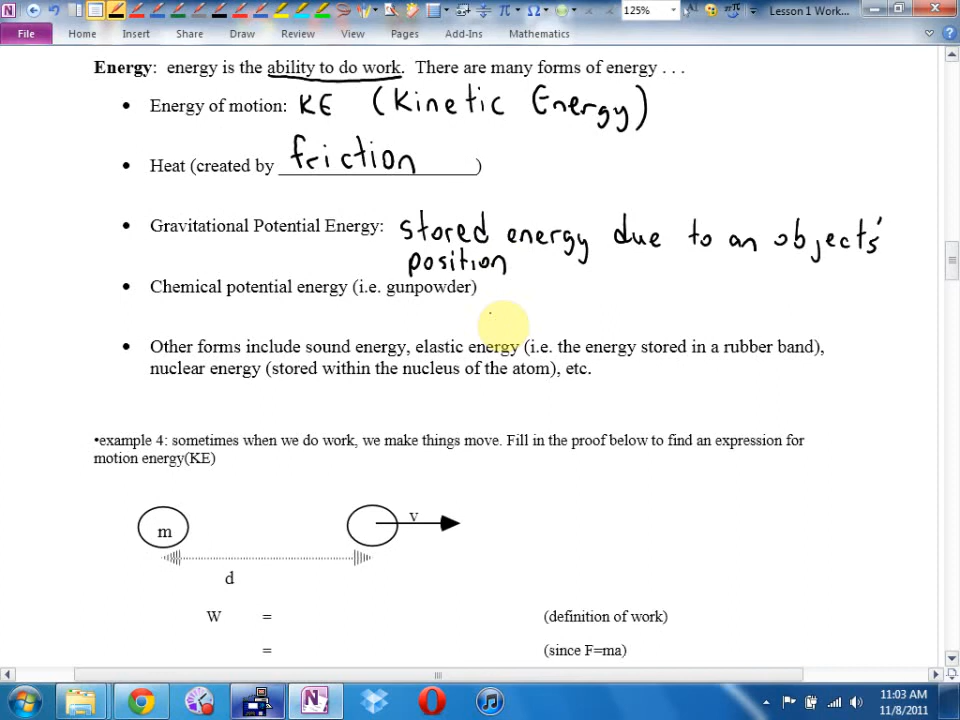 125%
Lesson 1 Work...
File Home Insert Share Draw Review View Pages Add-Ins Mathematics
Energy: energy is the ability to do work. There are many forms of energy . . .
• Energy of motion: KE (Kinetic Energy)
• Heat (created by friction )
• Gravitational Potential Energy: stored energy due to an objects'
position
• Chemical potential energy (i.e. gunpowder)
• Other forms include sound energy, elastic energy (i.e. the energy stored in a rubber band),
nuclear energy (stored within the nucleus of the atom), etc.
•example 4: sometimes when we do work, we make things move. Fill in the proof below to find an expression for
motion energy(KE)
m
v
d
W = (definition of work)
= (since F=ma)
11:03 AM
11/8/2011